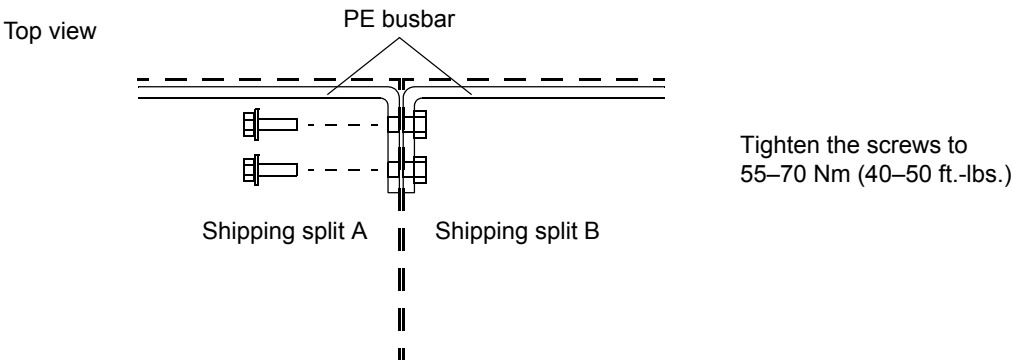 Top view
PE busbar
Tighten the screws to
55–70 Nm (40–50 ft.-lbs.)
Shipping split A
Shipping split B